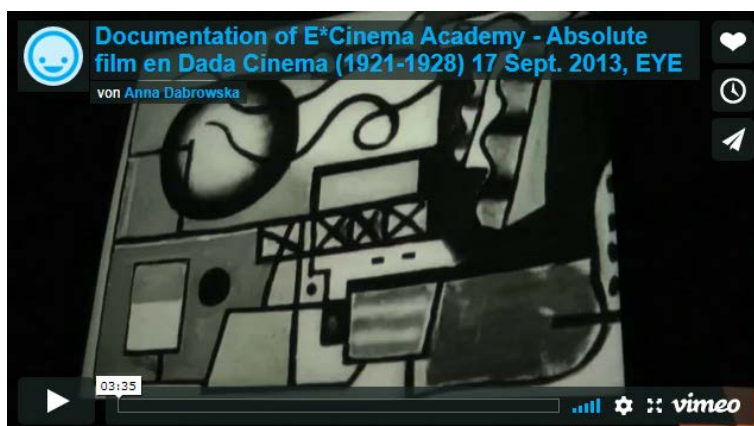 Documentation of E*Cinema Academy - Absolute
film en Dada Cinema (1921-1928) 17 Sept. 2013, EYE
von Anna Dabrowska
03:35
vimeo